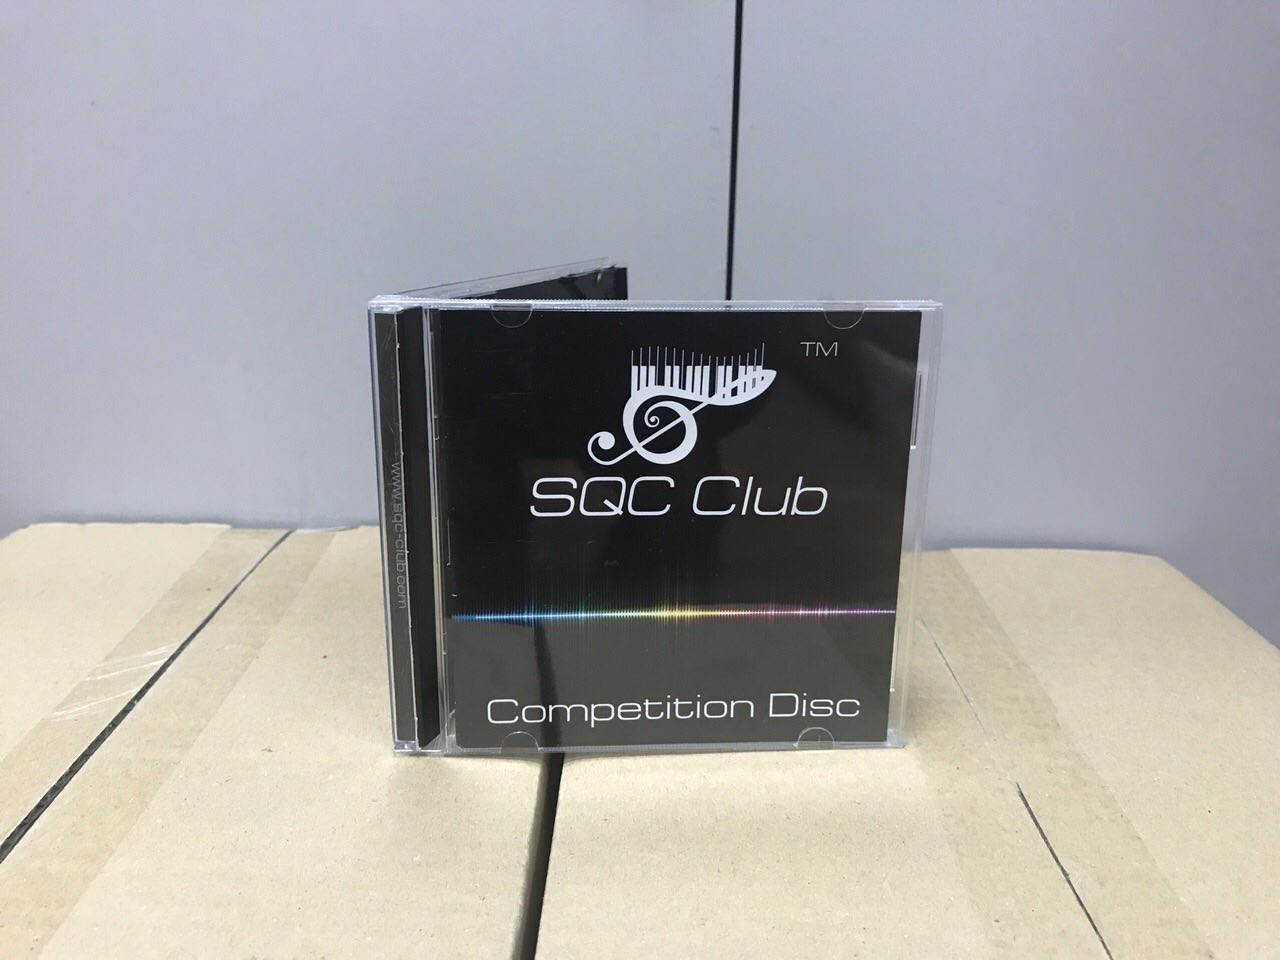 TM
SQC Club
Competition Disc
www.sqc-club.com